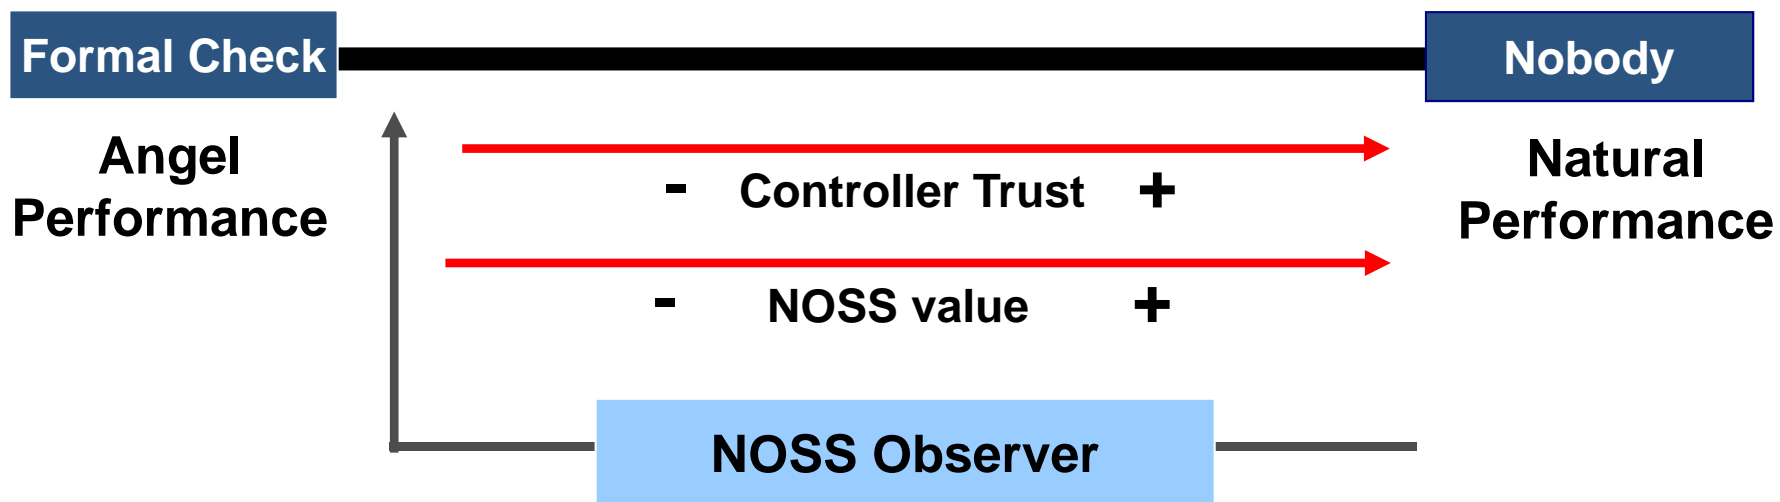 Formal Check
Nobody
Angel
Performance
Natural
Performance
- Controller Trust +
- NOSS value +
NOSS Observer